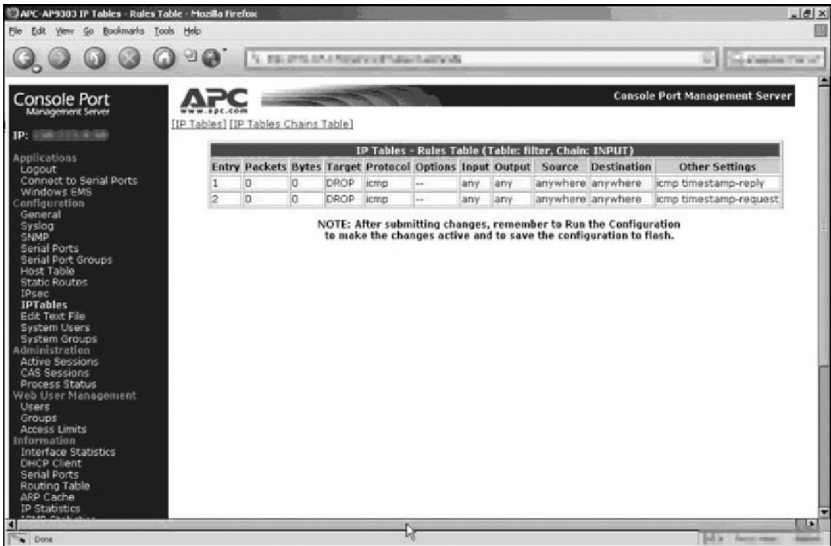 APC-AP9303 IP Tables - Rules Table - Mozilla Firefox
File Edit View Go Bookmarks Tools Help
Console Port
Management Server
APC
www.apc.com
Console Port Management Server
[IP Tables] [IP Tables Chains Table]
IP:
Applications
Logout
Connect to Serial Ports
Windows EMS
Configuration
General
Syslog
SNMP
Serial Ports
Serial Port Groups
Host Table
Static Routes
IPsec
IPTables
Edit Text File
System Users
System Groups
Administration
Active Sessions
CAS Sessions
Process Status
Web User Management
Users
Groups
Access Limits
Information
Interface Statistics
DHCP Client
Serial Ports
Routing Table
ARP Cache
IP Statistics
ICMP Statistics
IP Tables - Rules Table (Table: filter, Chain: INPUT)
Entry Packets Bytes Target Protocol Options Input Output Source Destination Other Settings
1 0 0 DROP icmp -- any any anywhere anywhere icmp timestamp-reply
2 0 0 DROP icmp -- any any anywhere anywhere icmp timestamp-request
NOTE: After submitting changes, remember to Run the Configuration
to make the changes active and to save the configuration to flash.
Done